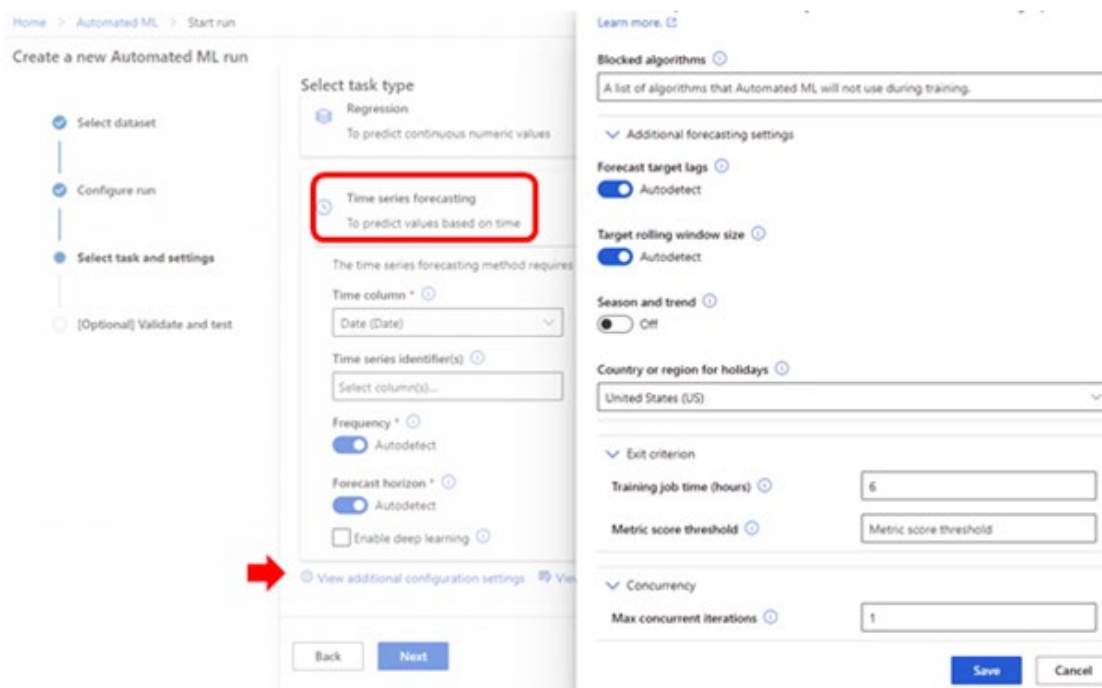 Home > Automated ML > Start run
Create a new Automated ML run
Select dataset
Configure run
Select task and settings
[Optional] Validate and test
Select task type
Regression
To predict continuous numeric values
Time series forecasting
To predict values based on time
The time series forecasting method requires
Time column *
Date (Date)
Time series identifier(s)
Select column(s)...
Frequency *
Autodetect
Forecast horizon *
Autodetect
Enable deep learning
View additional configuration settings
Back
Next
Learn more.
Blocked algorithms
A list of algorithms that Automated ML will not use during training.
Additional forecasting settings
Forecast target lags
Autodetect
Target rolling window size
Autodetect
Season and trend
Off
Country or region for holidays
United States (US)
Exit criterion
Training job time (hours)
6
Metric score threshold
Metric score threshold
Concurrency
Max concurrent iterations
1
Save
Cancel